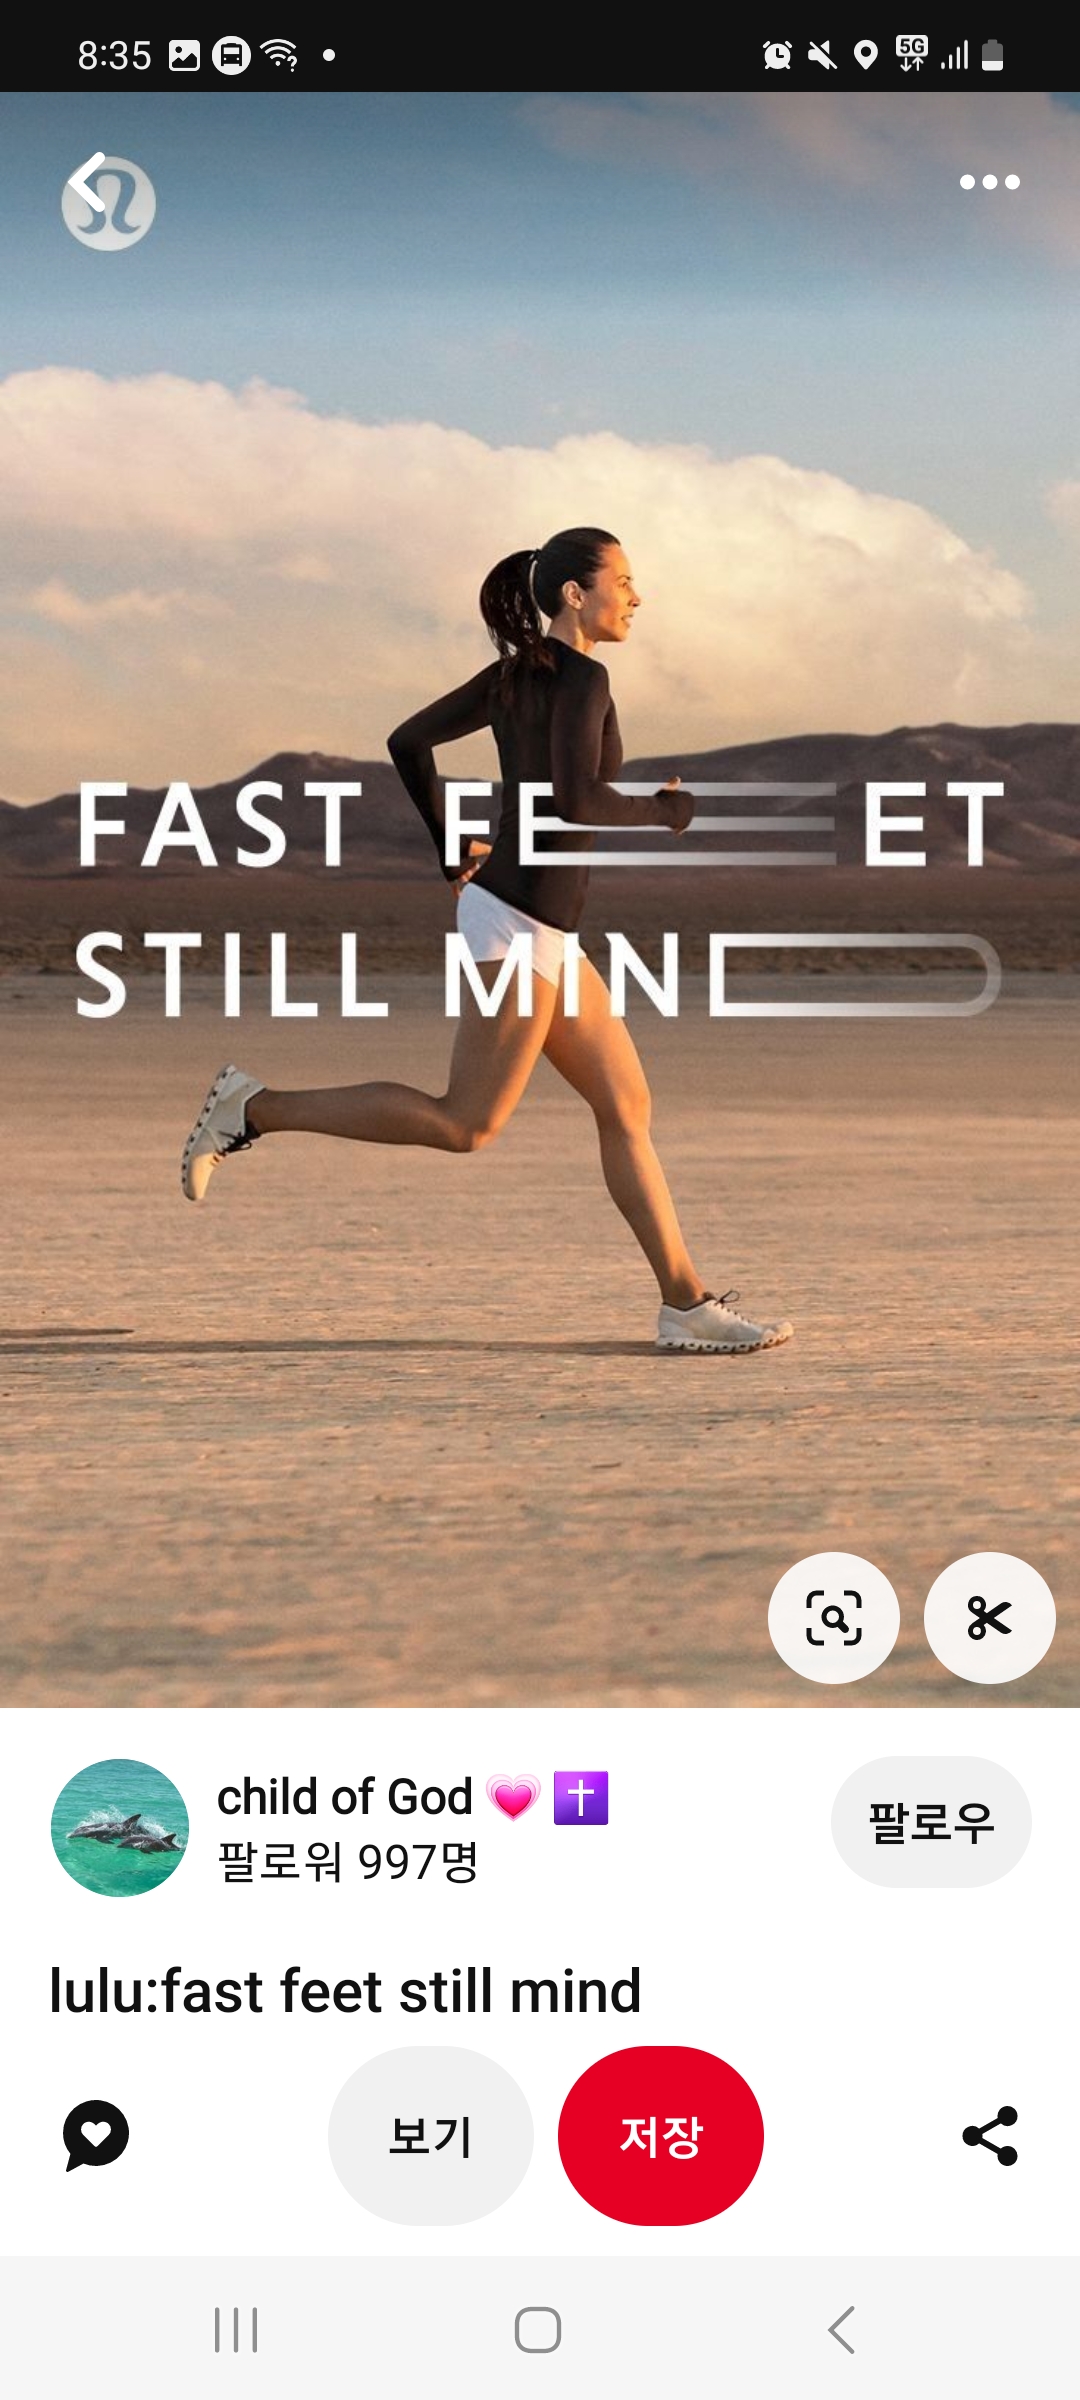 8:35
5G
FAST FEET
STILL MIND
child of God 💗 ✝️
팔로워 997명
팔로우
lulu:fast feet still mind
보기
저장